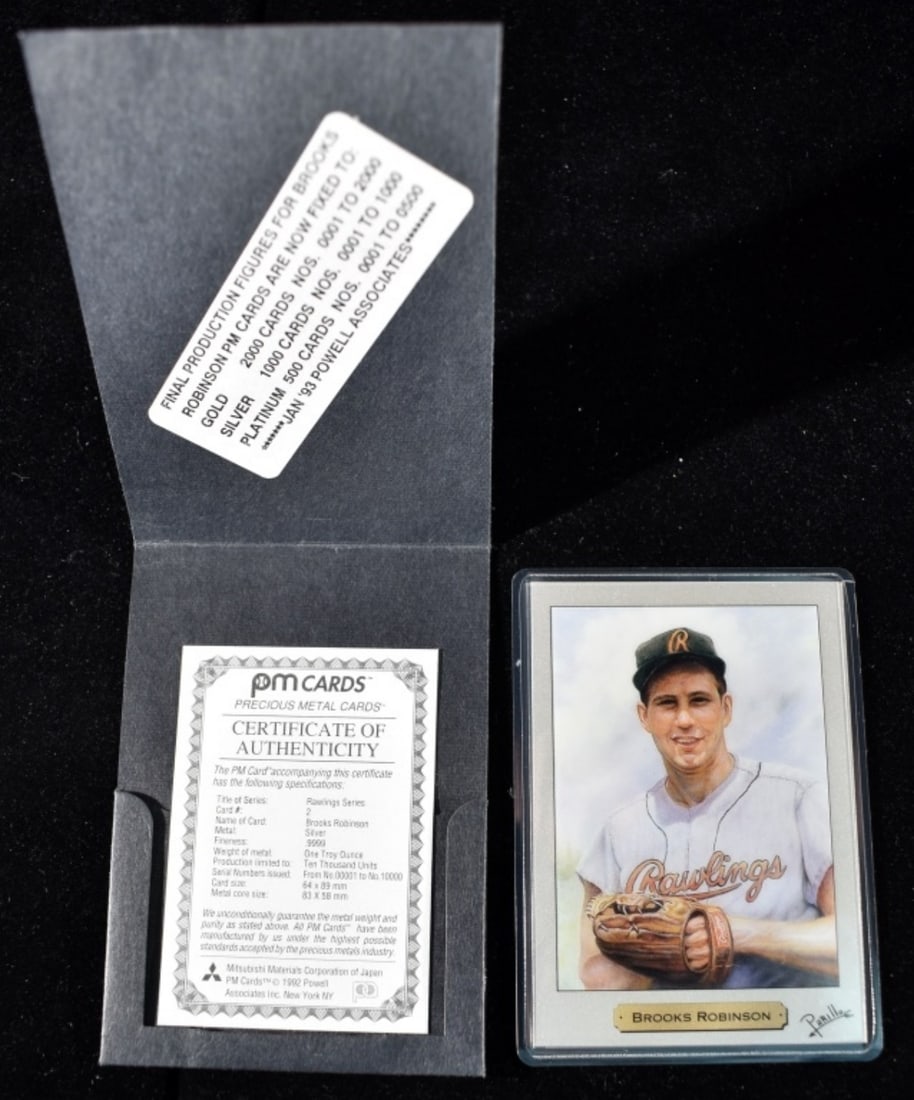 FINAL PRODUCTION FIGURES FOR BROOKS
ROBINSON PM CARDS ARE NOW FIXED TO:
GOLD 2000 CARDS NOS. 0001 TO 2000
SILVER 1000 CARDS NOS. 0001 TO 1000
PLATINUM 500 CARDS NOS. 0001 TO 0500
*******JAN '93 POWELL ASSOCIATES********
pm CARDS™
PRECIOUS METAL CARDS™
CERTIFICATE OF
AUTHENTICITY
The PM Card™ accompanying this certificate
has the following specifications:
Title of Series: Rawlings Series
Card #: 2
Name of Card: Brooks Robinson
Metal: Silver
Fineness: .9999
Weight of metal: One Troy Ounce
Production limited to: Ten Thousand Units
Serial Numbers issued: From No.00001 to No.10000
Card size: 64 x 89 mm
Metal core size: 83 X 58 mm
We unconditionally guarantee the metal weight and
purity as stated above. All PM Cards™ have been
manufactured by us under the highest possible
standards accepted by the precious metals industry.
Mitsubishi Materials Corporation of Japan
PM Cards™ © 1992 Powell
Associates Inc. New York NY
R
Rawlings
BROOKS ROBINSON